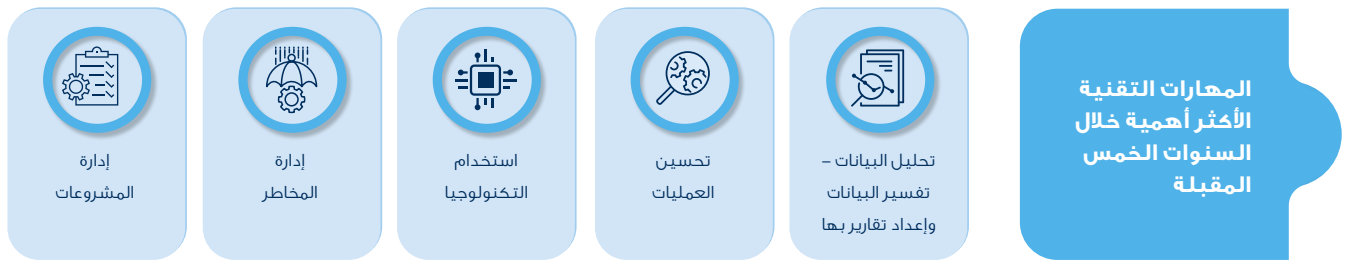 المهارات التقنية
الأكثر أهمية خلال
السنوات الخمس
المقبلة
تحليل البيانات –
تفسير البيانات
وإعداد تقارير بها
تحسين
العمليات
استخدام
التكنولوجيا
إدارة
المخاطر
إدارة
المشروعات